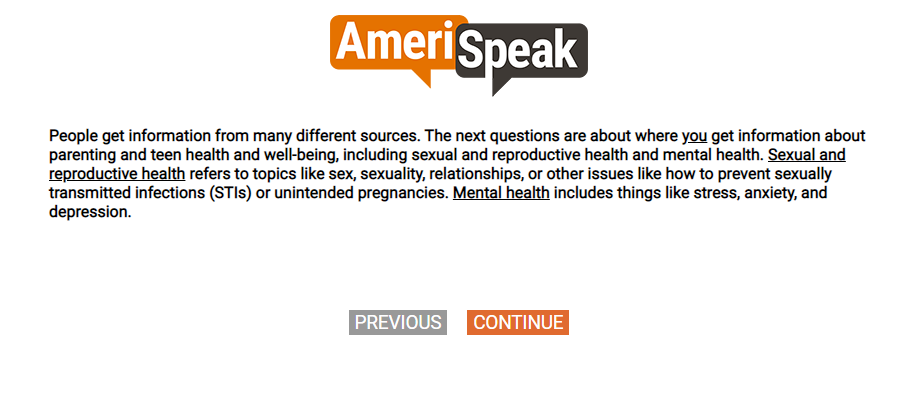 AmeriSpeak
People get information from many different sources. The next questions are about where you get information about
parenting and teen health and well-being, including sexual and reproductive health and mental health. Sexual and
reproductive health refers to topics like sex, sexuality, relationships, or other issues like how to prevent sexually
transmitted infections (STIs) or unintended pregnancies. Mental health includes things like stress, anxiety, and
depression.
PREVIOUS CONTINUE